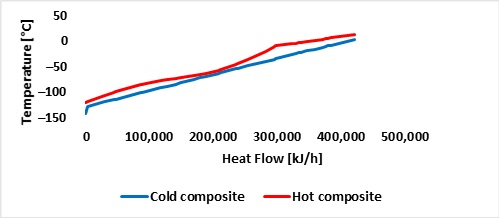 Temperature [°C]
50
0
−50
−100
−150
0 100,000 200,000 300,000 400,000 500,000
Heat Flow [kJ/h]
Cold composite Hot composite